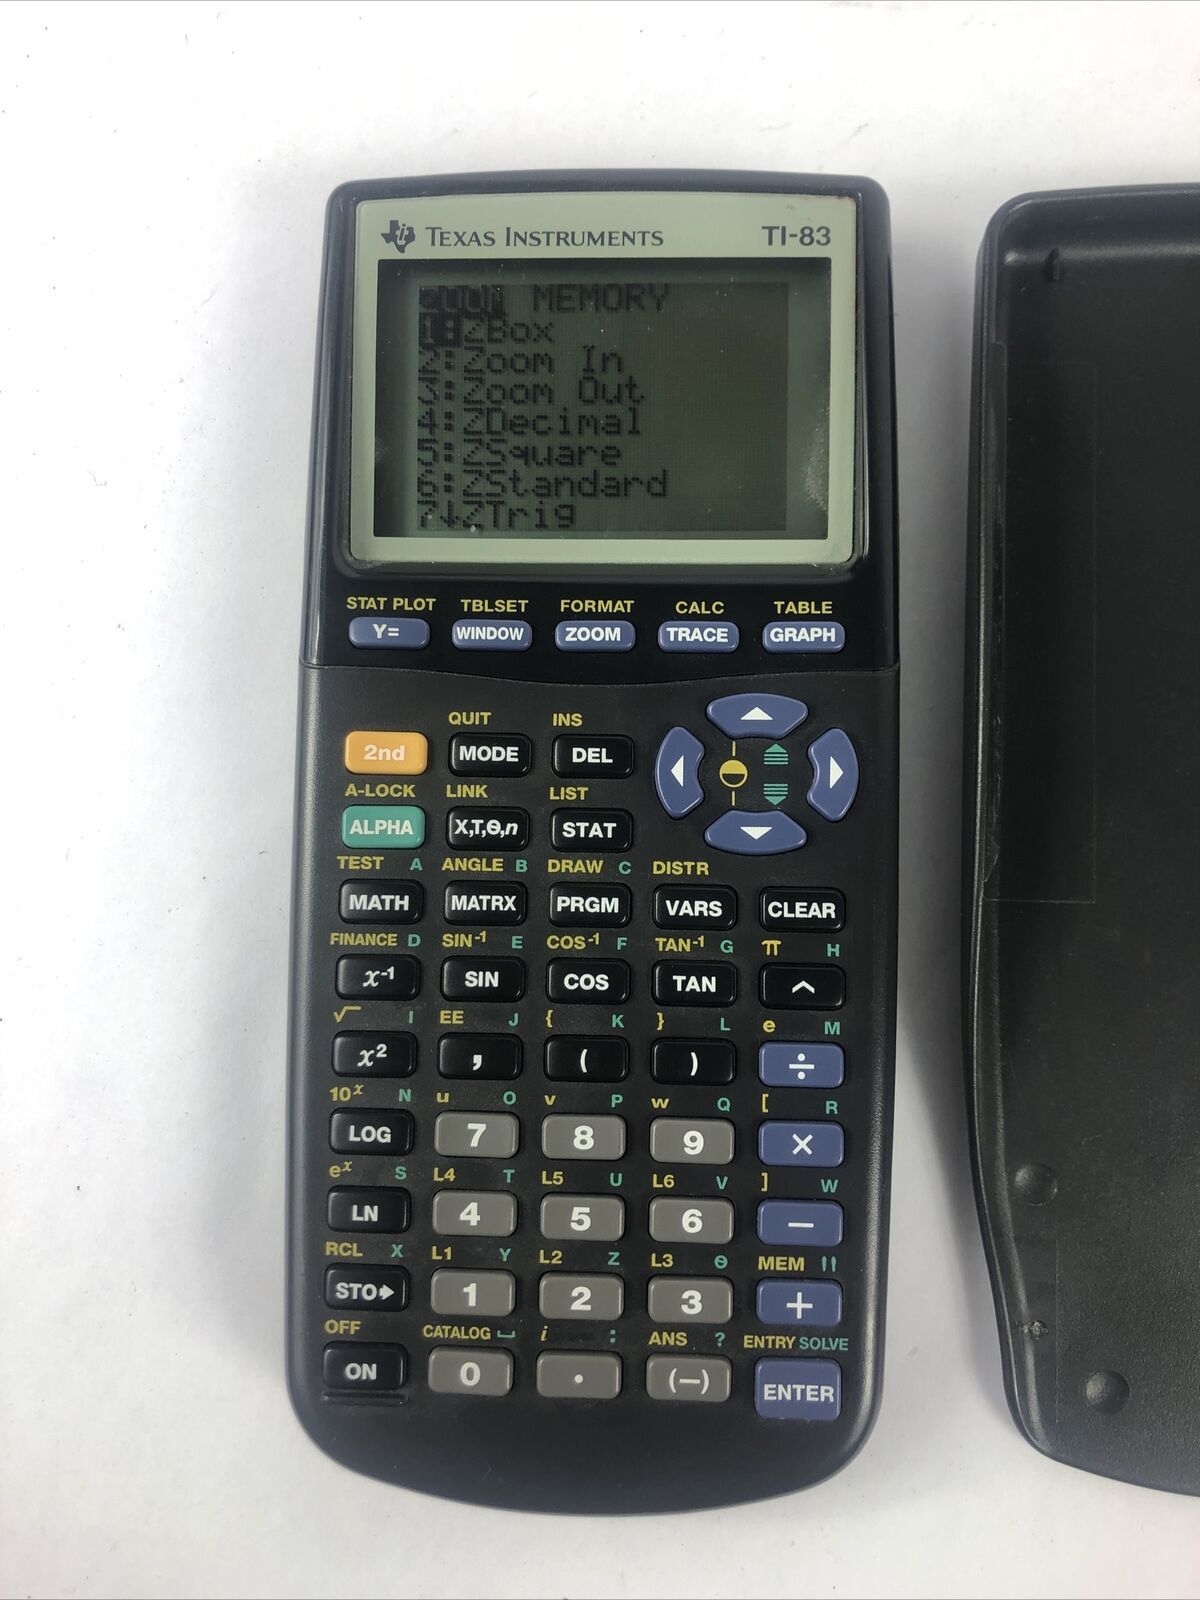 TEXAS INSTRUMENTS TI-83
ZOOM MEMORY
1:ZBox
2:Zoom In
3:Zoom Out
4:ZDecimal
5:ZSquare
6:ZStandard
7↓ZTrig
STAT PLOT TBLSET FORMAT CALC TABLE
Y= WINDOW ZOOM TRACE GRAPH
QUIT INS
2nd MODE DEL
A-LOCK LINK LIST
ALPHA X,T,Θ,n STAT
TEST A ANGLE B DRAW C DISTR
MATH MATRX PRGM VARS CLEAR
FINANCE D SIN⁻¹ E COS⁻¹ F TAN⁻¹ G π H
x⁻¹ SIN COS TAN ^
√ I EE J { K } L e M
x² , ( ) ÷
10ˣ N u O v P w Q [ R
LOG 7 8 9 ×
eˣ S L4 T L5 U L6 V ] W
LN 4 5 6 −
RCL X L1 Y L2 Z L3 θ MEM "
STO➧ 1 2 3 +
OFF CATALOG ⎵ i : ANS ? ENTRY SOLVE
ON 0 . (−) ENTER